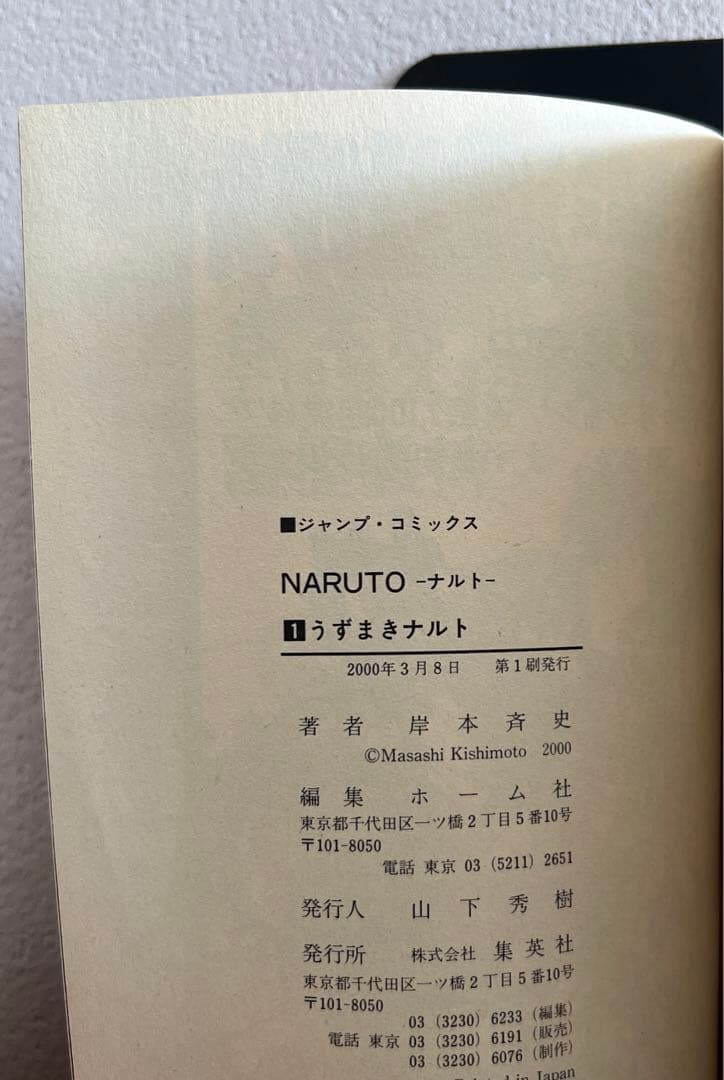 ■ジャンプ・コミックス
NARUTO -ナルト-
1 うずまきナルト
2000年3月8日 第1刷発行
著者 岸本斉史
©Masashi Kishimoto 2000
編集 ホーム社
東京都千代田区一ツ橋2丁目5番10号
〒101-8050
電話 東京 03 (5211) 2651
発行人 山下秀樹
発行所 株式会社 集英社
東京都千代田区一ツ橋2丁目5番10号
〒101-8050
03 (3230) 6233 (編集)
電話 東京 03 (3230) 6191 (販売)
03 (3230) 6076 (制作)
Printed in Japan